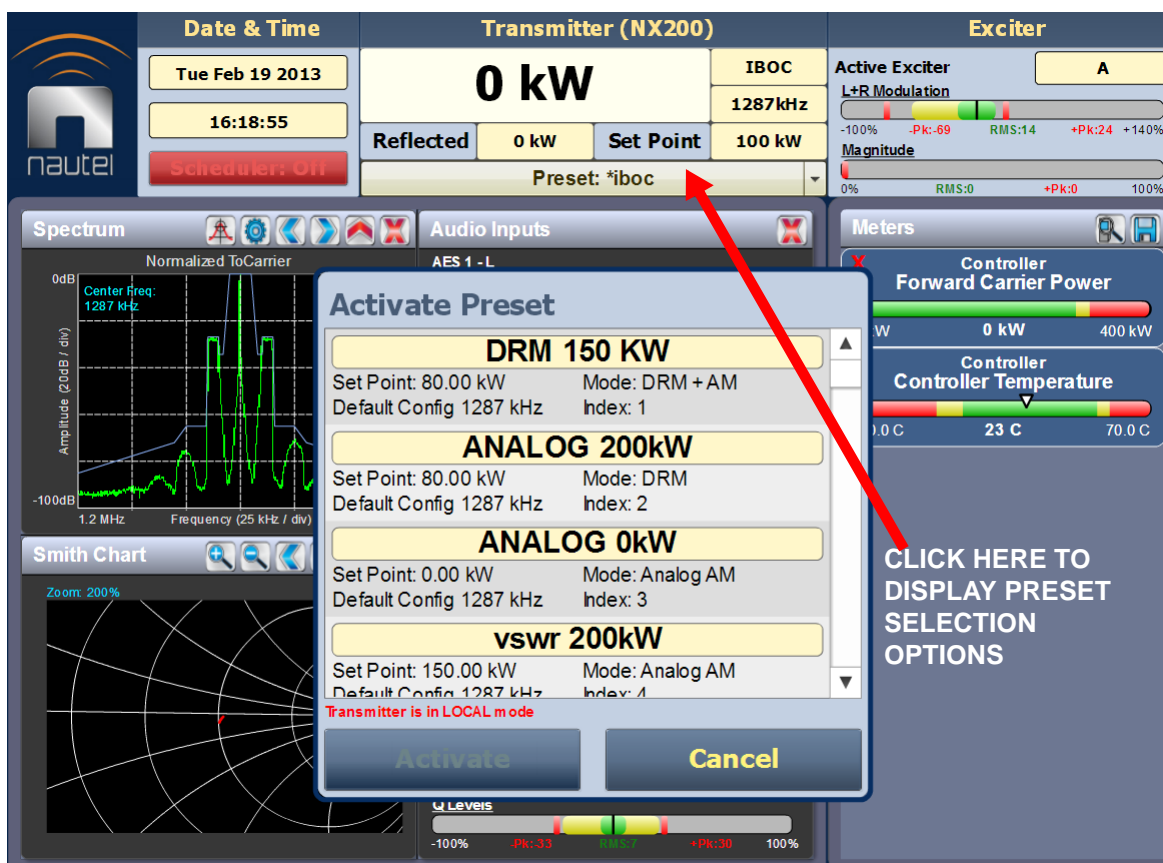 Date & Time
Transmitter (NX200)
Exciter
nautel
Tue Feb 19 2013
16:18:55
Scheduler: Off
0 kW
IBOC
1287kHz
Reflected 0 kW Set Point 100 kW
Preset: *iboc
Active Exciter A
L+R Modulation
-100% -Pk:-69 RMS:14 +Pk:24 +140%
Magnitude
0% RMS:0 +Pk:0 100%
Spectrum
Normalized ToCarrier
0dB
Center Freq:
1287 kHz
Amplitude (20dB / div)
-100dB
1.2 MHz Frequency (25 kHz / div)
Audio Inputs
AES 1 - L
Meters
X
Controller
Forward Carrier Power
0 kW 400 kW
Controller
Controller Temperature
23 C 70.0 C
Smith Chart
Zoom: 200%
Activate Preset
DRM 150 KW
Set Point: 80.00 kW Mode: DRM + AM
Default Config 1287 kHz Index: 1
ANALOG 200kW
Set Point: 80.00 kW Mode: DRM
Default Config 1287 kHz Index: 2
ANALOG 0kW
Set Point: 0.00 kW Mode: Analog AM
Default Config 1287 kHz Index: 3
vswr 200kW
Set Point: 150.00 kW Mode: Analog AM
Default Config 1287 kHz Index: 4
Transmitter is in LOCAL mode
Activate Cancel
Q Levels
-100% -Pk:-33 RMS:7 +Pk:30 100%
CLICK HERE TO
DISPLAY PRESET
SELECTION
OPTIONS